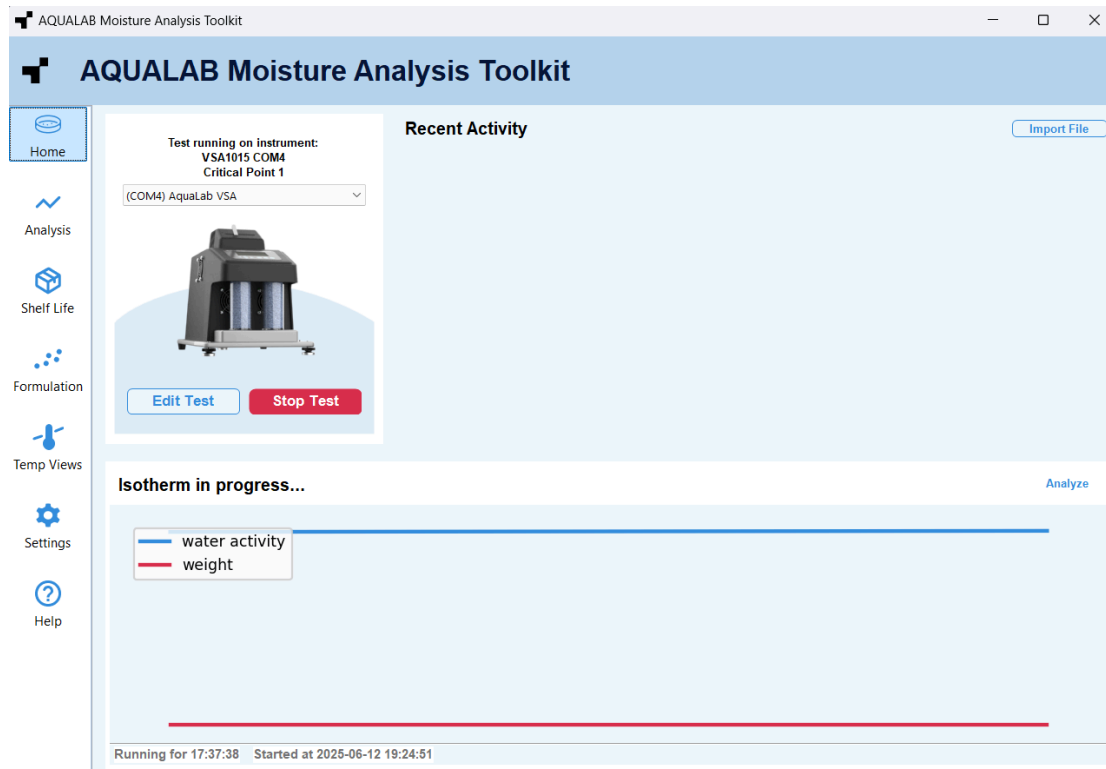 AQUALAB Moisture Analysis Toolkit
AQUALAB Moisture Analysis Toolkit
Home
Analysis
Shelf Life
Formulation
Temp Views
Settings
Help
Test running on instrument:
VSA1015 COM4
Critical Point 1
(COM4) AquaLab VSA
Edit Test
Stop Test
Recent Activity
Import File
Isotherm in progress...
Analyze
water activity
weight
Running for 17:37:38 Started at 2025-06-12 19:24:51